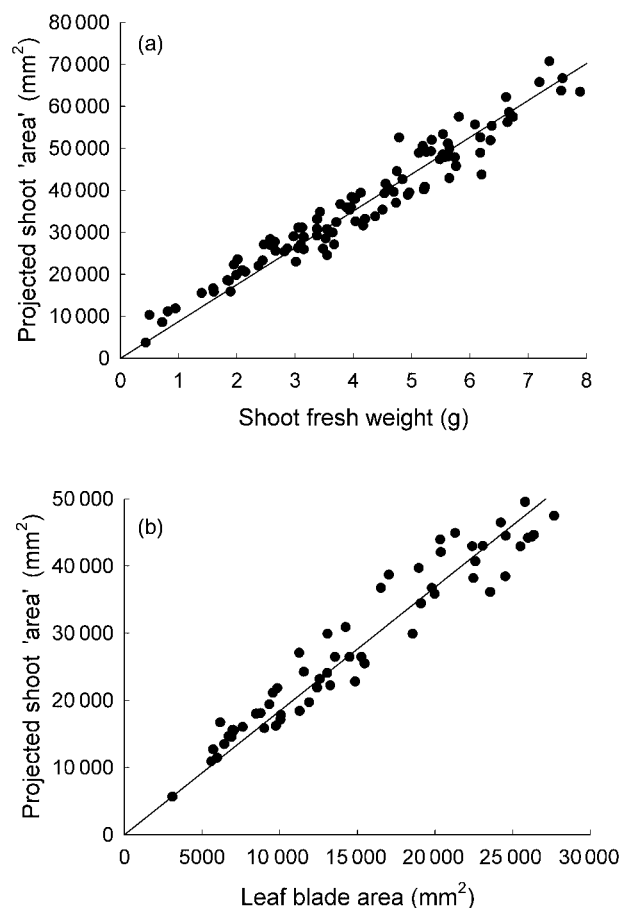 (a)
Projected shoot 'area' (mm²)
80 000
70 000
60 000
50 000
40 000
30 000
20 000
10 000
0
0 1 2 3 4 5 6 7 8
Shoot fresh weight (g)
(b)
Projected shoot 'area' (mm²)
50 000
40 000
30 000
20 000
10 000
0
0 5000 10 000 15 000 20 000 25 000 30 000
Leaf blade area (mm²)